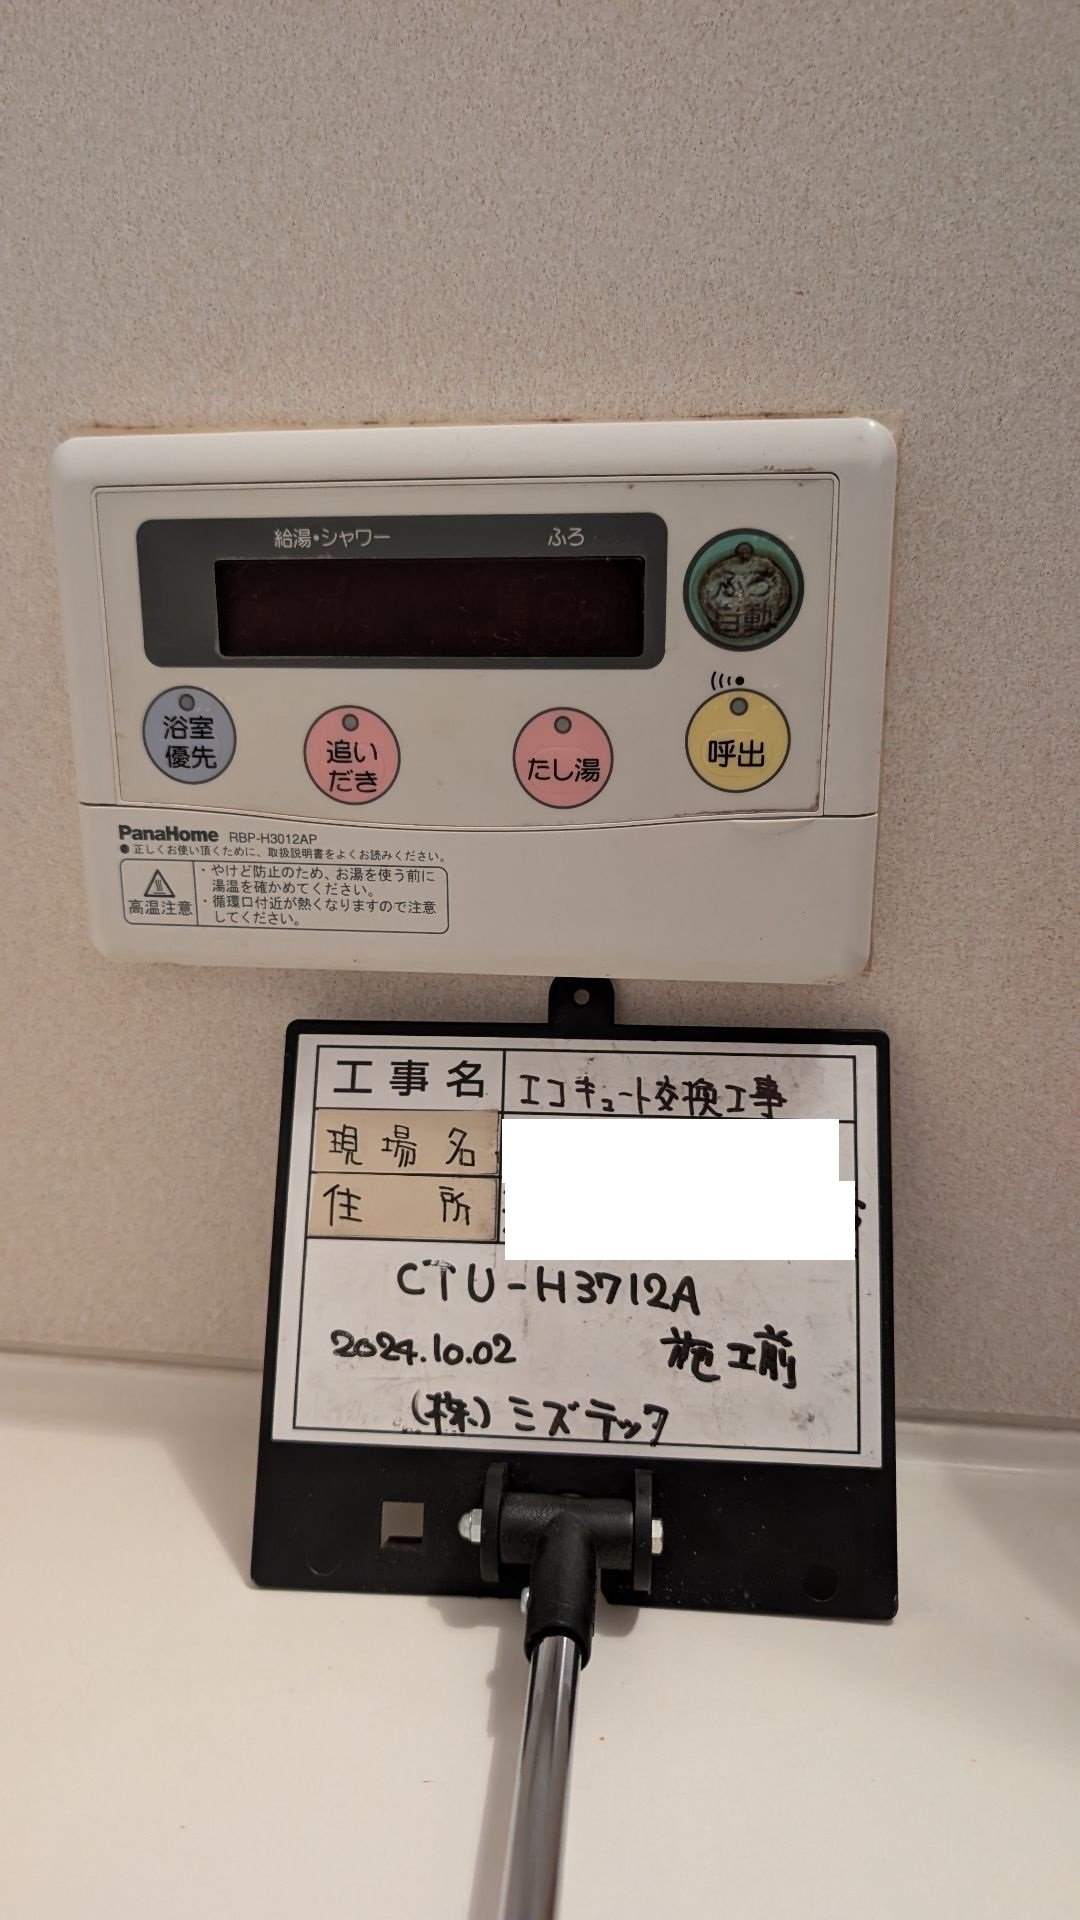 給湯・シャワー ふろ
ふろ
自動
浴室
優先
追い
だき
たし湯
呼出
PanaHome RBP-H3012AP
●正しくお使い頂くために、取扱説明書をよくお読みください。
高温注意
・やけど防止のため、お湯を使う前に
湯温を確かめてください。
・循環口付近が熱くなりますので注意
してください。
工事名 エコキュート交換工事
現場名
住所
CTU-H3712A
2024.10.02 施工前
(株)ミズテック